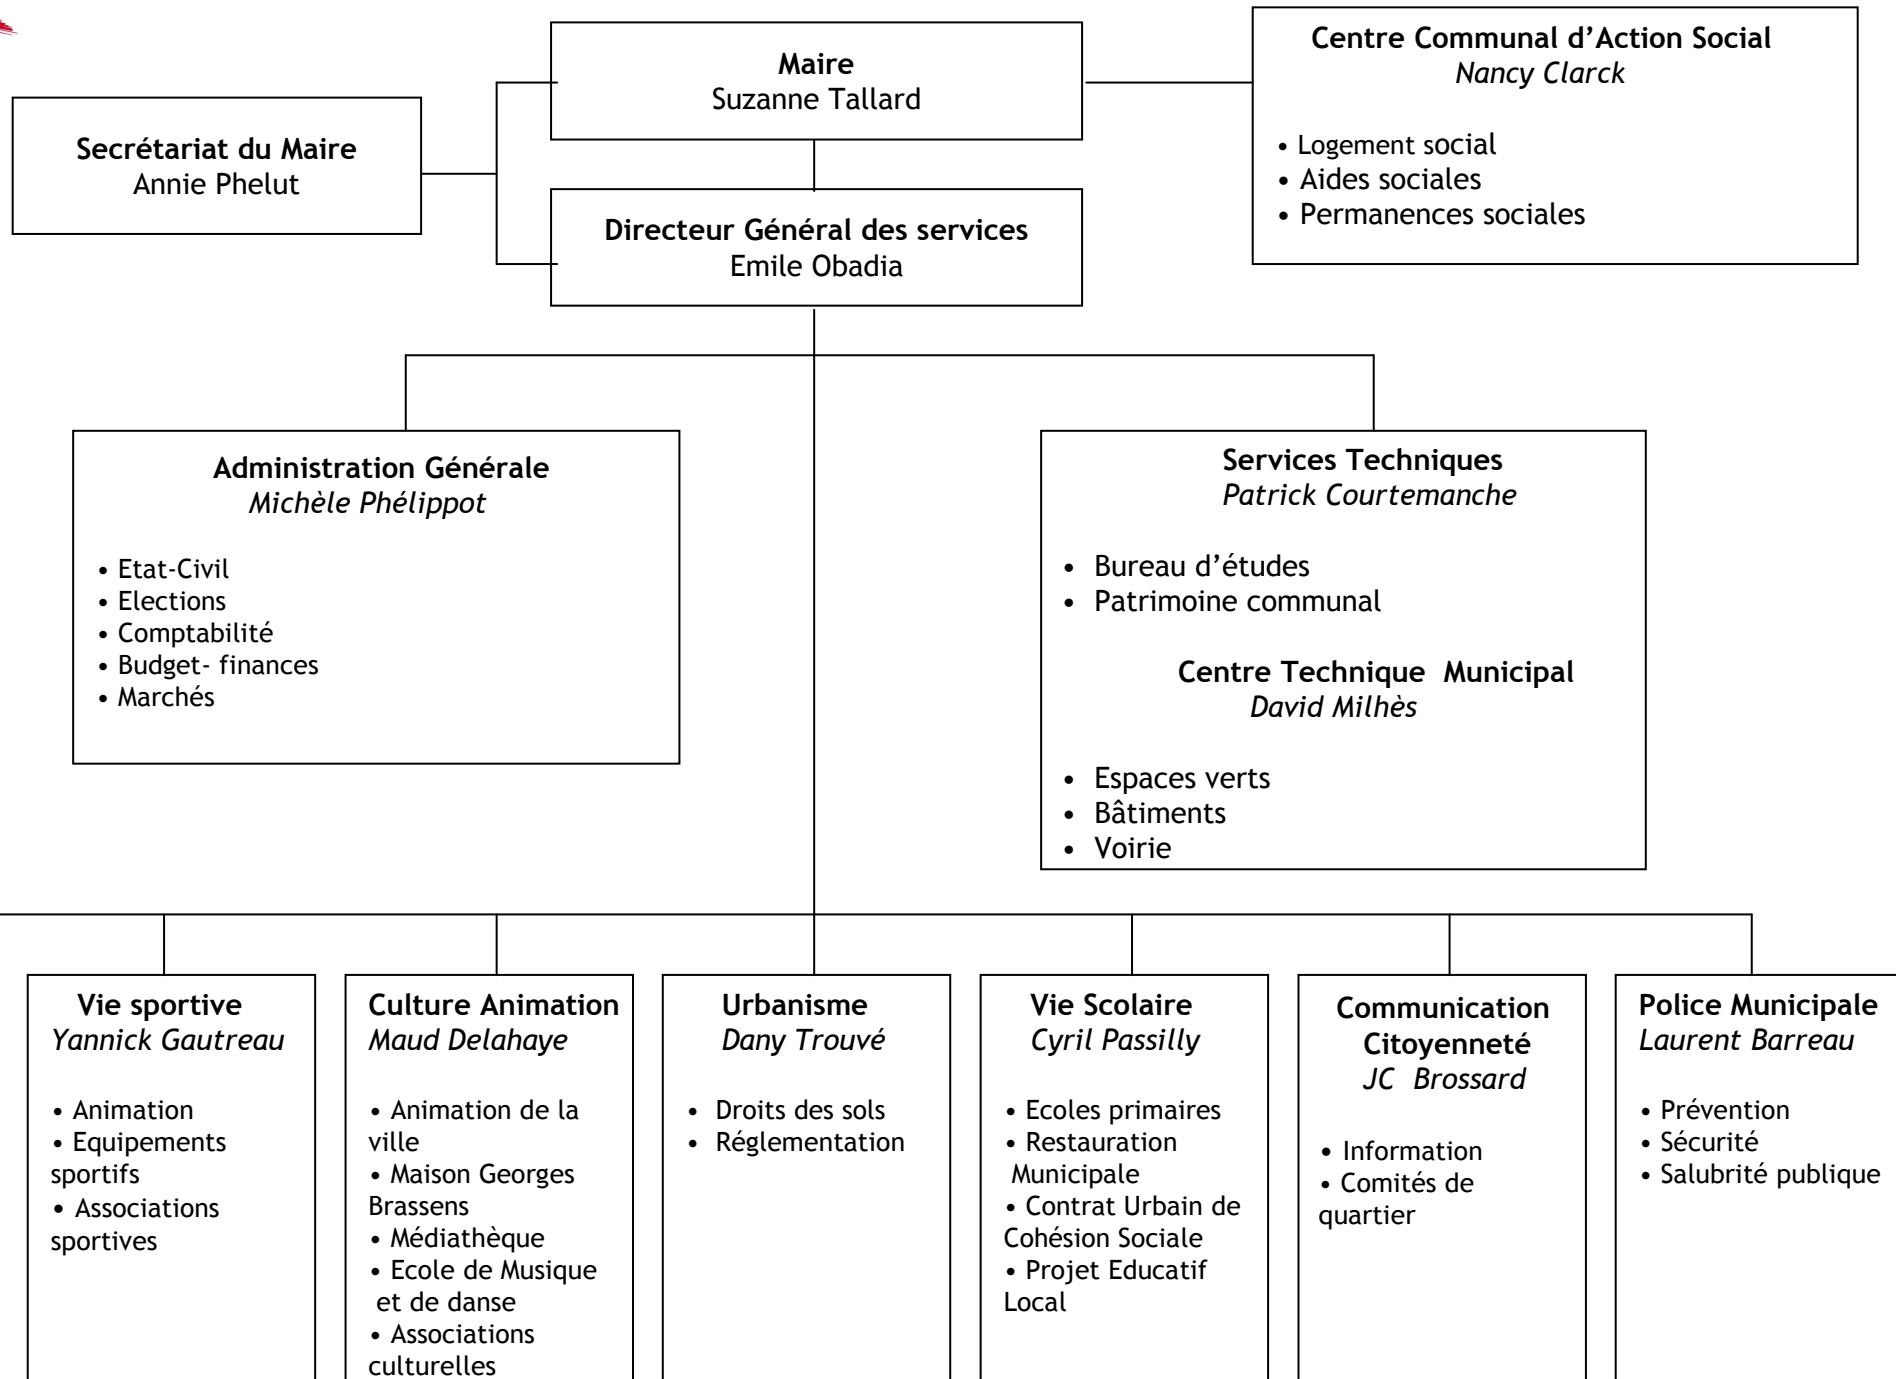 Maire
Suzanne Tallard
Centre Communal d’Action Social
Nancy Clarck
• Logement social
• Aides sociales
• Permanences sociales
Secrétariat du Maire
Annie Phelut
Directeur Général des services
Emile Obadia
Administration Générale
Michèle Phélippot
• Etat-Civil
• Elections
• Comptabilité
• Budget- finances
• Marchés
Services Techniques
Patrick Courtemanche
• Bureau d’études
• Patrimoine communal
Centre Technique Municipal
David Milhès
• Espaces verts
• Bâtiments
• Voirie
Vie sportive
Yannick Gautreau
• Animation
• Equipements
sportifs
• Associations
sportives
Culture Animation
Maud Delahaye
• Animation de la
ville
• Maison Georges
Brassens
• Médiathèque
• Ecole de Musique
et de danse
• Associations
culturelles
Urbanisme
Dany Trouvé
• Droits des sols
• Réglementation
Vie Scolaire
Cyril Passilly
• Ecoles primaires
• Restauration
Municipale
• Contrat Urbain de
Cohésion Sociale
• Projet Educatif
Local
Communication
Citoyenneté
JC Brossard
• Information
• Comités de
quartier
Police Municipale
Laurent Barreau
• Prévention
• Sécurité
• Salubrité publique